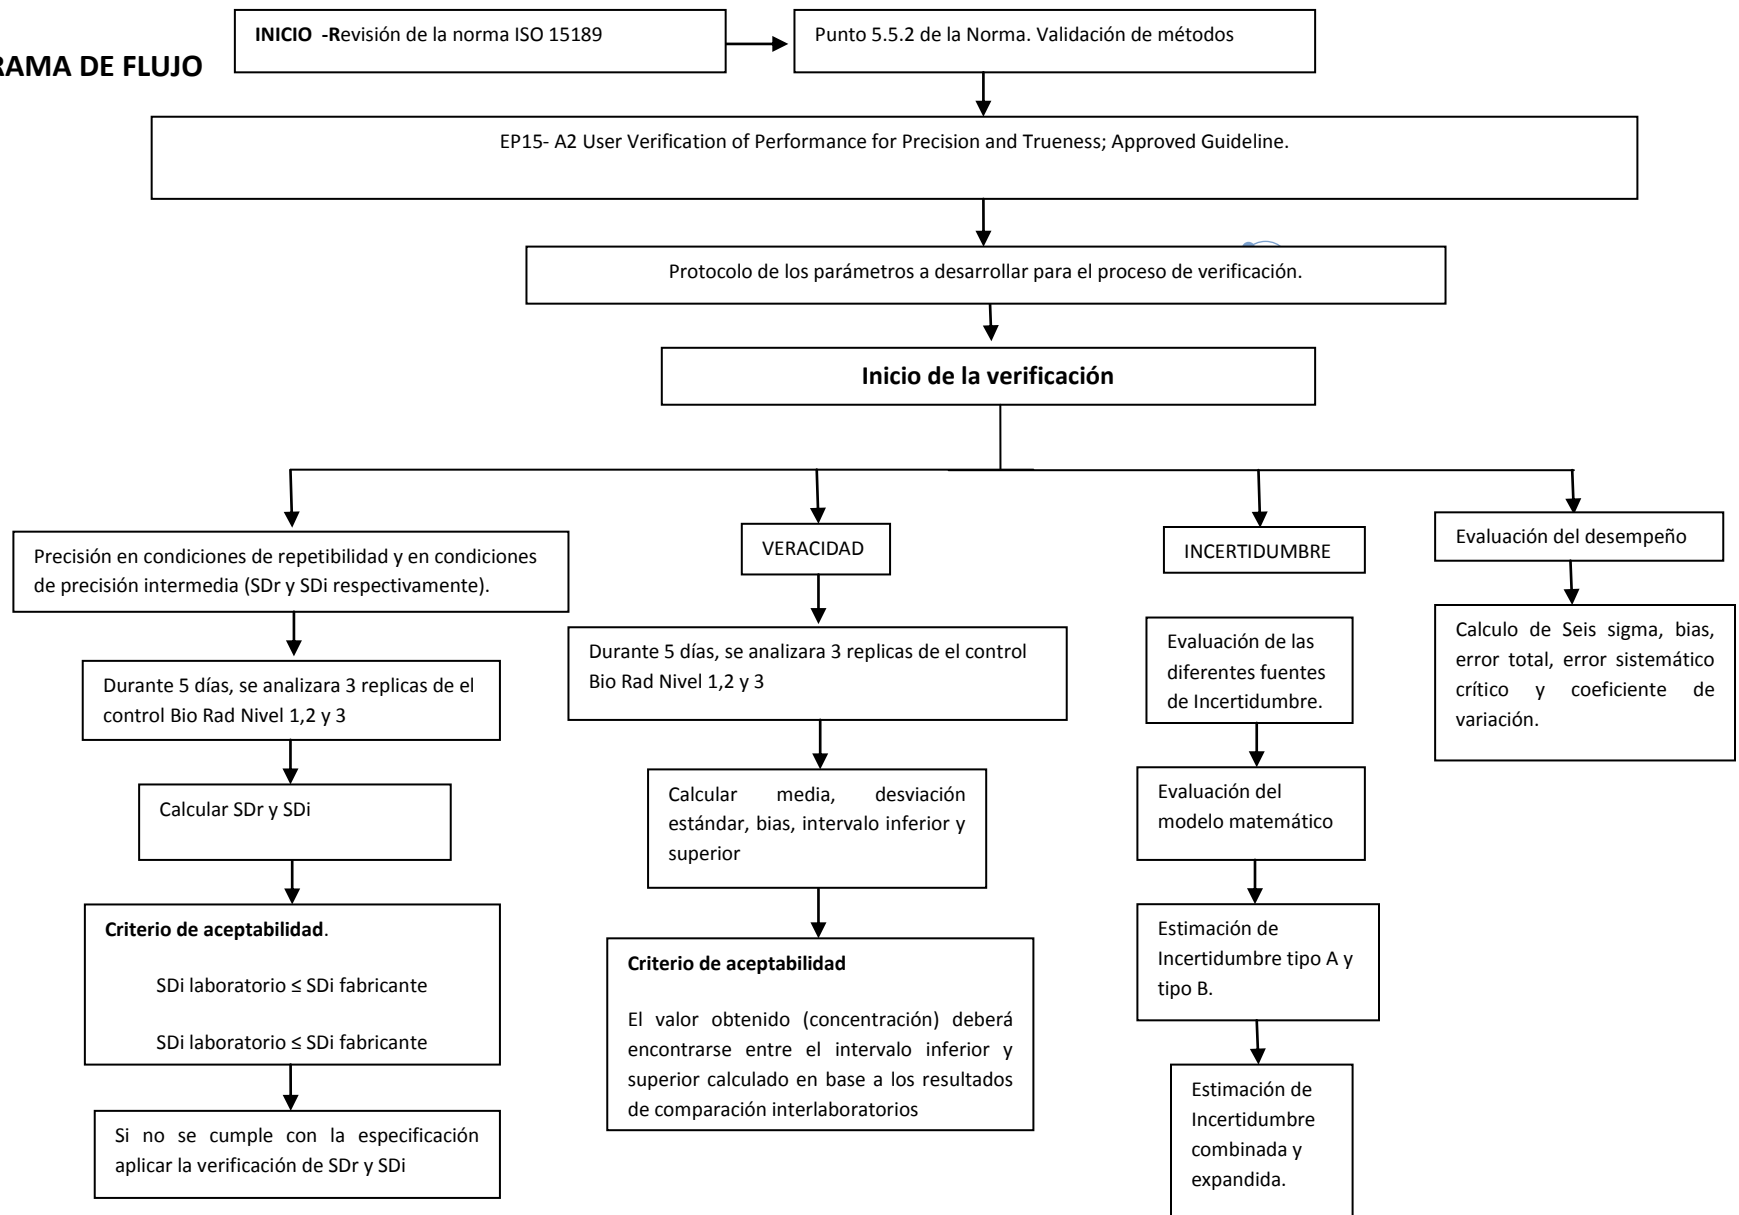 RAMA DE FLUJO
INICIO -Revisión de la norma ISO 15189
Punto 5.5.2 de la Norma. Validación de métodos
EP15- A2 User Verification of Performance for Precision and Trueness; Approved Guideline.
Protocolo de los parámetros a desarrollar para el proceso de verificación.
Inicio de la verificación
Precisión en condiciones de repetibilidad y en condiciones
de precisión intermedia (SDr y SDi respectivamente).
Durante 5 días, se analizara 3 replicas de el
control Bio Rad Nivel 1,2 y 3
Calcular SDr y SDi
Criterio de aceptabilidad.
SDi laboratorio ≤ SDi fabricante
SDi laboratorio ≤ SDi fabricante
Si no se cumple con la especificación
aplicar la verificación de SDr y SDi
VERACIDAD
Durante 5 días, se analizara 3 replicas de el control
Bio Rad Nivel 1,2 y 3
Calcular media, desviación
estándar, bias, intervalo inferior y
superior
Criterio de aceptabilidad
El valor obtenido (concentración) deberá
encontrarse entre el intervalo inferior y
superior calculado en base a los resultados
de comparación interlaboratorios
INCERTIDUMBRE
Evaluación de las
diferentes fuentes
de Incertidumbre.
Evaluación del
modelo matemático
Estimación de
Incertidumbre tipo A y
tipo B.
Estimación de
Incertidumbre
combinada y
expandida.
Evaluación del desempeño
Calculo de Seis sigma, bias,
error total, error sistemático
crítico y coeficiente de
variación.